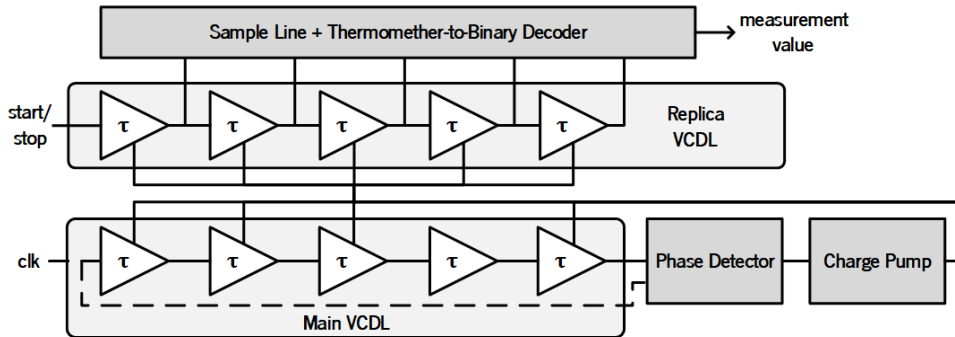 Sample Line + Thermomether-to-Binary Decoder
measurement
value
start/
stop
τ τ τ τ τ
Replica
VCDL
clk
τ τ τ τ τ
Phase Detector
Charge Pump
Main VCDL